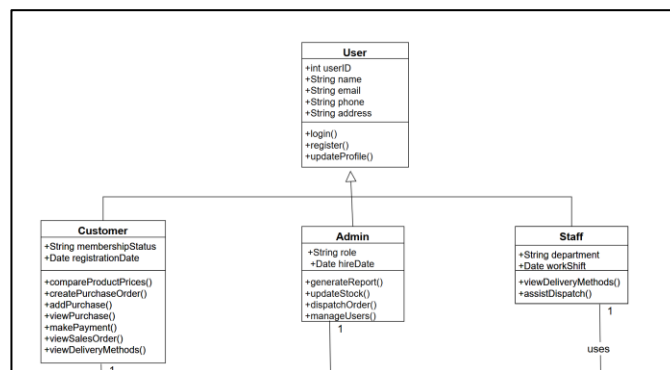 User
+int userID
+String name
+String email
+String phone
+String address
+login()
+register()
+updateProfile()
Customer
+String membershipStatus
+Date registrationDate
+compareProductPrices()
+createPurchaseOrder()
+addPurchase()
+viewPurchase()
+makePayment()
+viewSalesOrder()
+viewDeliveryMethods()
1
Admin
+String role
+Date hireDate
+generateReport()
+updateStock()
+dispatchOrder()
+manageUsers()
1
Staff
+String department
+Date workShift
+viewDeliveryMethods()
+assistDispatch()
1
uses